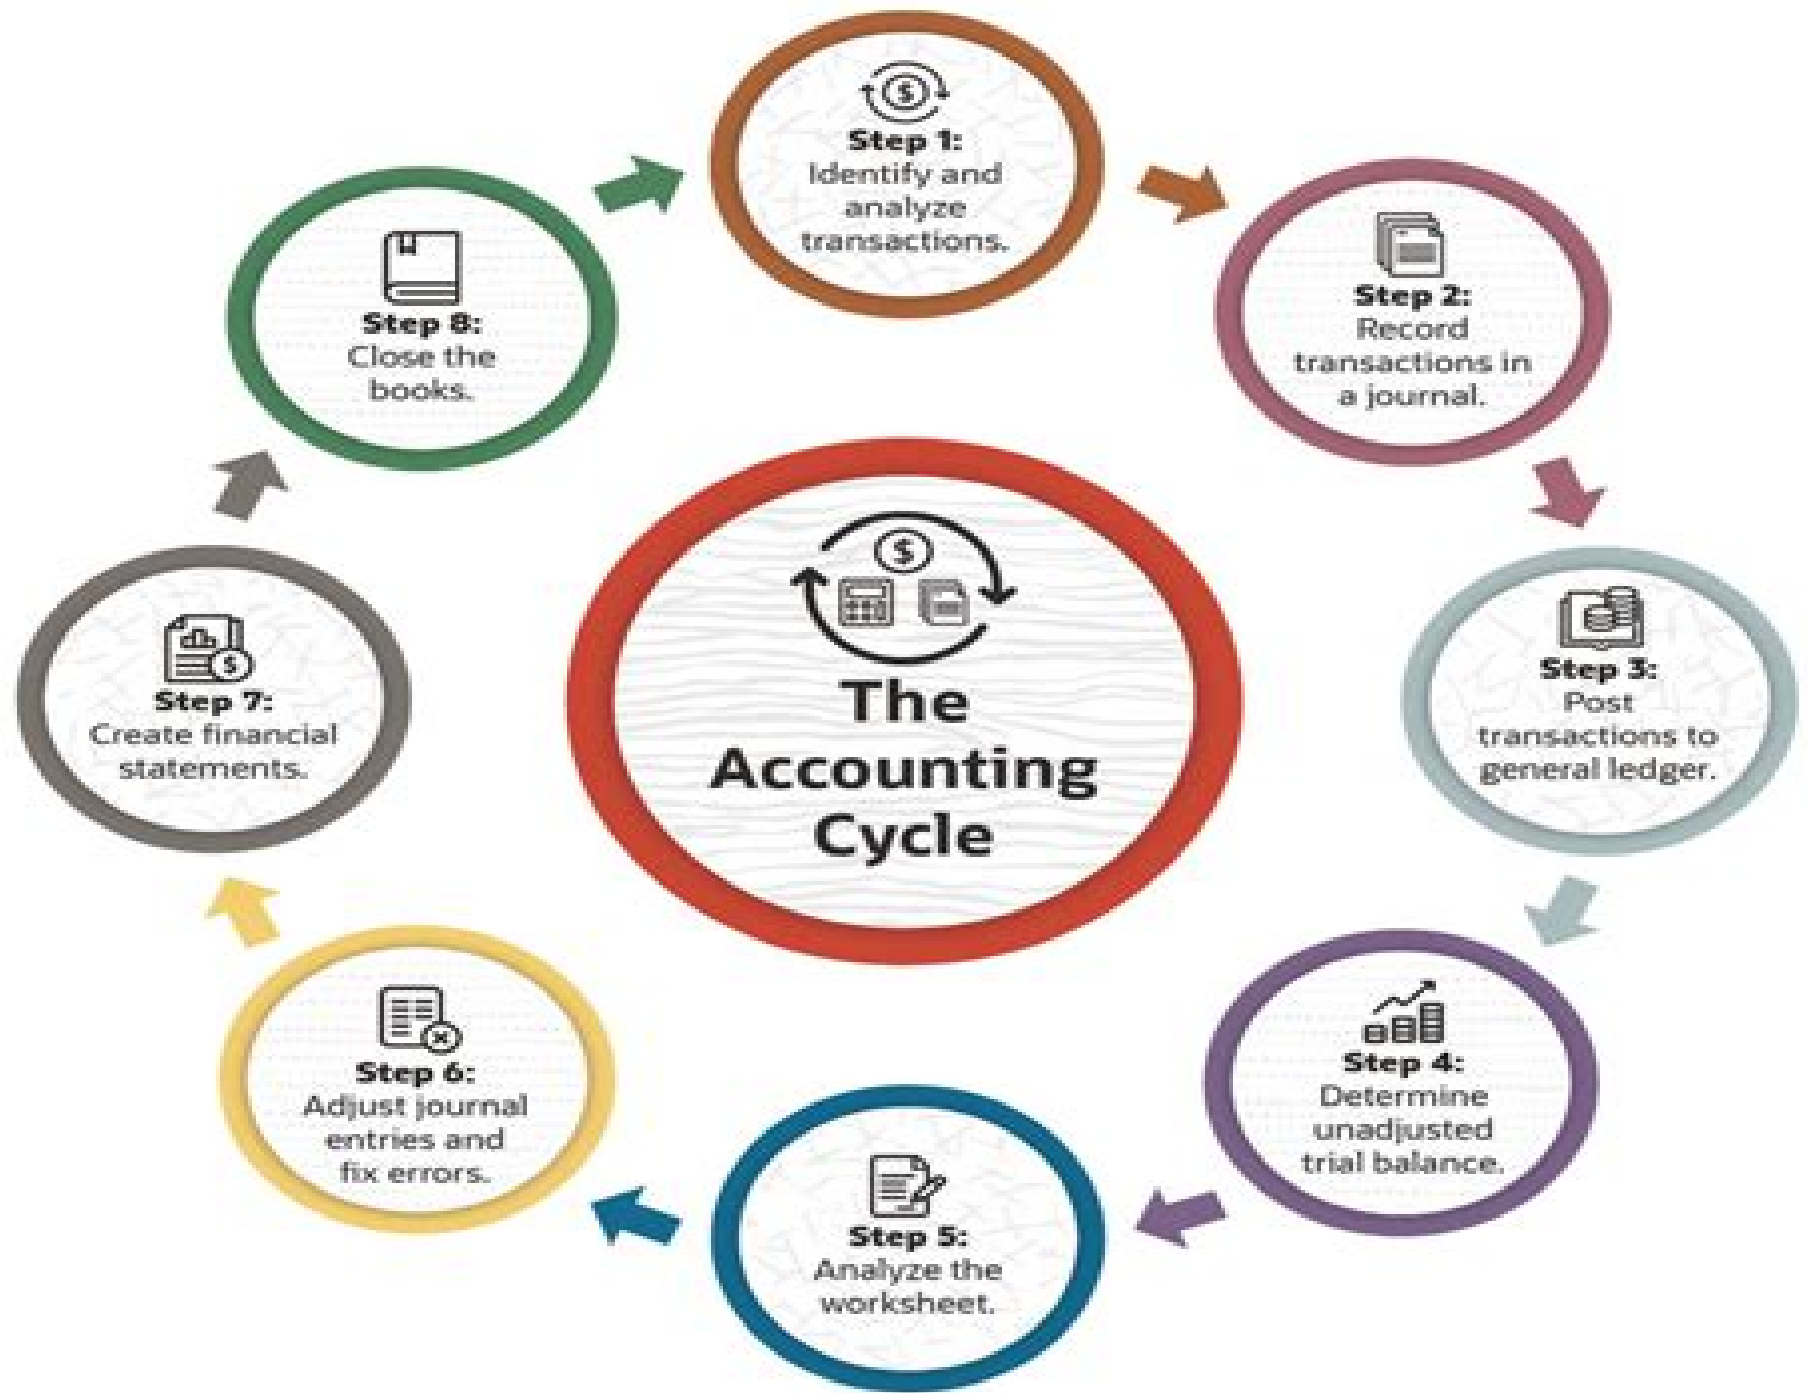 Step 1:
Identify and
analyze
transactions.
Step 2:
Record
transactions in
a journal.
Step 3:
Post
transactions to
general ledger.
Step 4:
Determine
unadjusted
trial balance.
Step 5:
Analyze the
worksheet.
Step 6:
Adjust journal
entries and
fix errors.
Step 7:
Create financial
statements.
Step 8:
Close the
books.
The
Accounting
Cycle